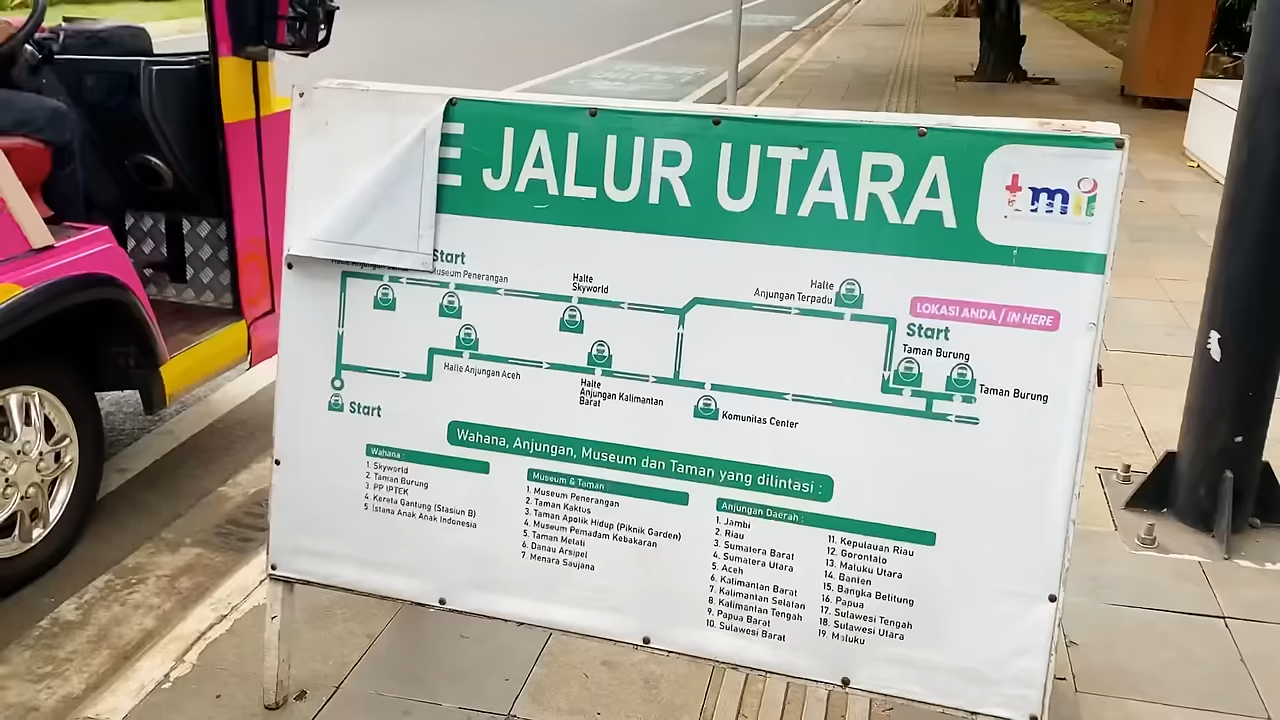 E JALUR UTARA
tmii
Start
Museum Penerangan
Halte
Skyworld
Halte
Anjungan Terpadu
LOKASI ANDA / IN HERE
Start
Taman Burung
Taman Burung
Halte Anjungan Aceh
Halte
Anjungan Kalimantan
Barat
Komunitas Center
Start
Wahana, Anjungan, Museum dan Taman yang dilintasi :
Wahana :
1. Skyworld
2. Taman Burung
3. PP IPTEK
4. Kereta Gantung (Stasiun B)
5. Istana Anak Anak Indonesia
Museum & Taman :
1. Museum Penerangan
2. Taman Kaktus
3. Taman Apotik Hidup (Piknik Garden)
4. Museum Pemadam Kebakaran
5. Taman Melati
6. Danau Arsipel
7. Menara Saujana
Anjungan Daerah :
1. Jambi
2. Riau
3. Sumatera Barat
4. Sumatera Utara
5. Aceh
6. Kalimantan Barat
7. Kalimantan Selatan
8. Kalimantan Tengah
9. Papua Barat
10. Sulawesi Barat
11. Kepulauan Riau
12. Gorontalo
13. Maluku Utara
14. Banten
15. Bangka Belitung
16. Papua
17. Sulawesi Tengah
18. Sulawesi Utara
19. Maluku